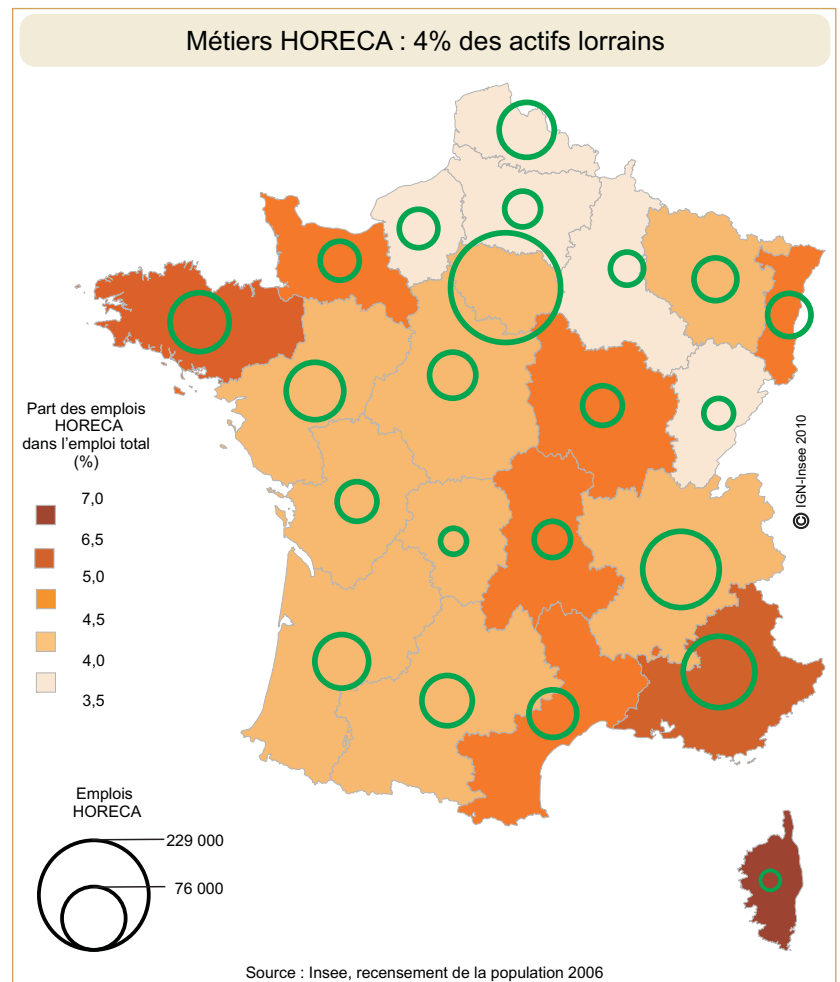 Métiers HORECA : 4% des actifs lorrains
Part des emplois
HORECA
dans l'emploi total
(%)
7,0
6,5
5,0
4,5
4,0
3,5
© IGN-Insee 2010
Emplois
HORECA
229 000
76 000
Source : Insee, recensement de la population 2006